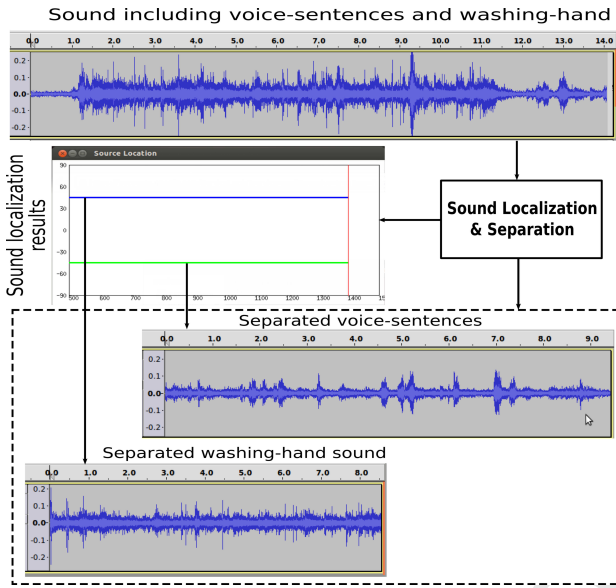 Sound including voice-sentences and washing-hand
0.0 1.0 2.0 3.0 4.0 5.0 6.0 7.0 8.0 9.0 10.0 11.0 12.0 13.0 14.0
0.2
0.1
0.0
-0.1
-0.2
Sound localization
results
Source Location
90
60
30
0
-30
-60
-90
500 600 700 800 900 1000 1100 1200 1300 1400
Sound Localization
& Separation
Separated voice-sentences
0.0 1.0 2.0 3.0 4.0 5.0 6.0 7.0 8.0 9.0
0.2
0.1
0.0
-0.1
-0.2
Separated washing-hand sound
0.0 1.0 2.0 3.0 4.0 5.0 6.0 7.0 8.0
0.2
0.1
0.0
-0.1
-0.2